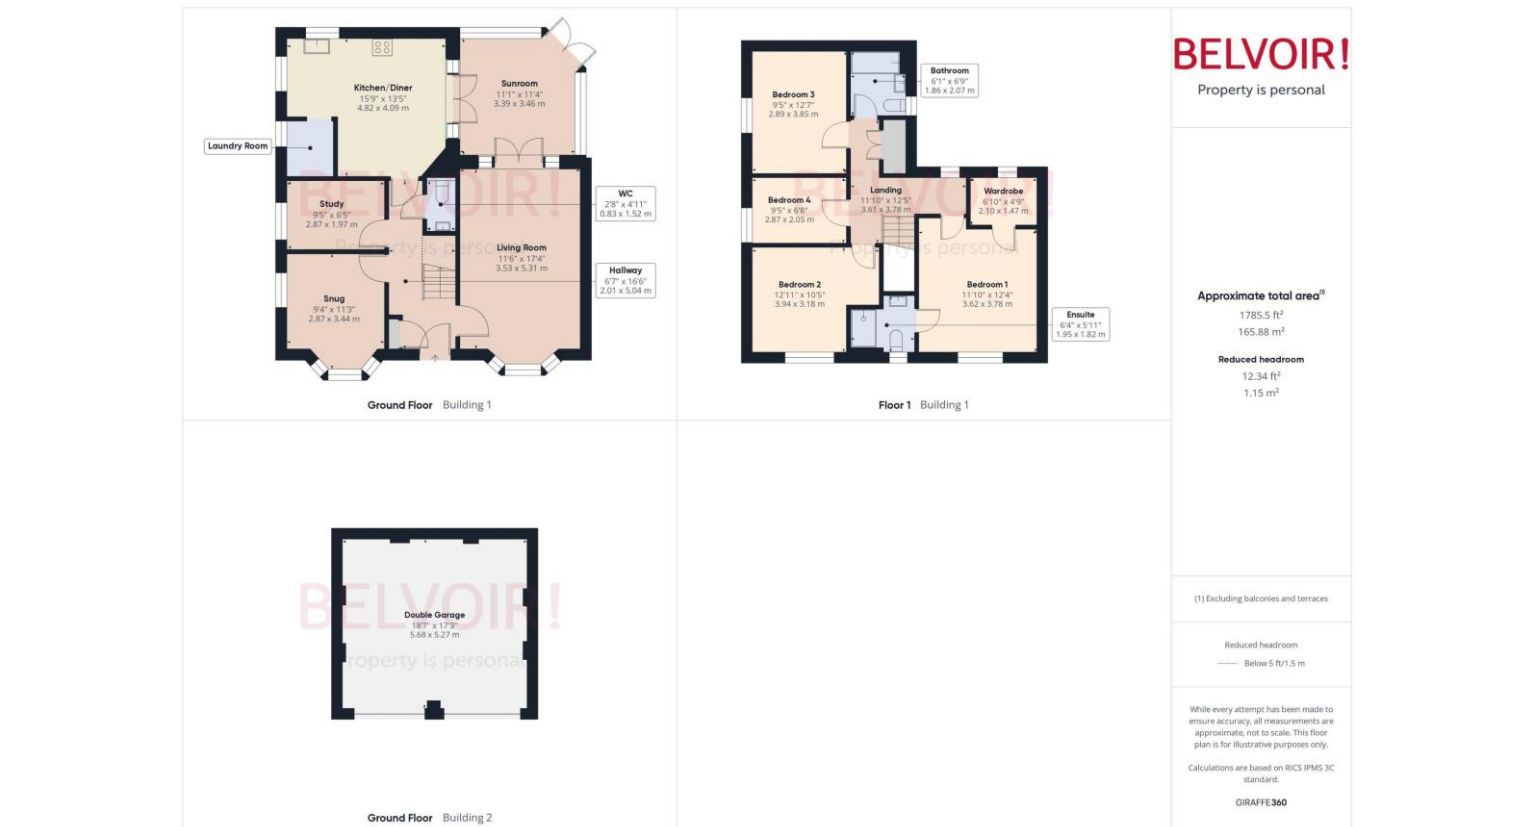 Kitchen/Diner
15'9" x 13'5"
4.82 x 4.09 m
Sunroom
11'1" x 11'4"
3.39 x 3.46 m
Laundry Room
Study
9'5" x 6'5"
2.87 x 1.97 m
WC
2'8" x 4'11"
0.83 x 1.52 m
Living Room
11'6" x 17'4"
3.53 x 5.31 m
Hallway
6'7" x 16'6"
2.01 x 5.04 m
Snug
9'4" x 11'3"
2.87 x 3.44 m
BELVOIR!
Property is personal
Ground Floor Building 1
Bathroom
6'1" x 6'9"
1.86 x 2.07 m
Bedroom 3
9'5" x 12'7"
2.89 x 3.85 m
Landing
11'10" x 12'5"
3.61 x 3.78 m
Wardrobe
6'10" x 4'9"
2.10 x 1.47 m
Bedroom 4
9'5" x 6'8"
2.87 x 2.05 m
Bedroom 2
12'11" x 10'5"
3.94 x 3.18 m
Bedroom 1
11'10" x 12'4"
3.62 x 3.78 m
Ensuite
6'4" x 5'11"
1.95 x 1.82 m
BELVOIR!
Property is personal
Floor 1 Building 1
Double Garage
18'7" x 17'3"
5.68 x 5.27 m
BELVOIR!
Property is personal
Ground Floor Building 2
BELVOIR!
Property is personal
Approximate total area(1)
1785.5 ft²
165.88 m²
Reduced headroom
12.34 ft²
1.15 m²
(1) Excluding balconies and terraces
Reduced headroom
Below 5 ft/1.5 m
While every attempt has been made to
ensure accuracy, all measurements are
approximate, not to scale. This floor
plan is for illustrative purposes only.
Calculations are based on RICS IPMS 3C
standard.
GIRAFFE360